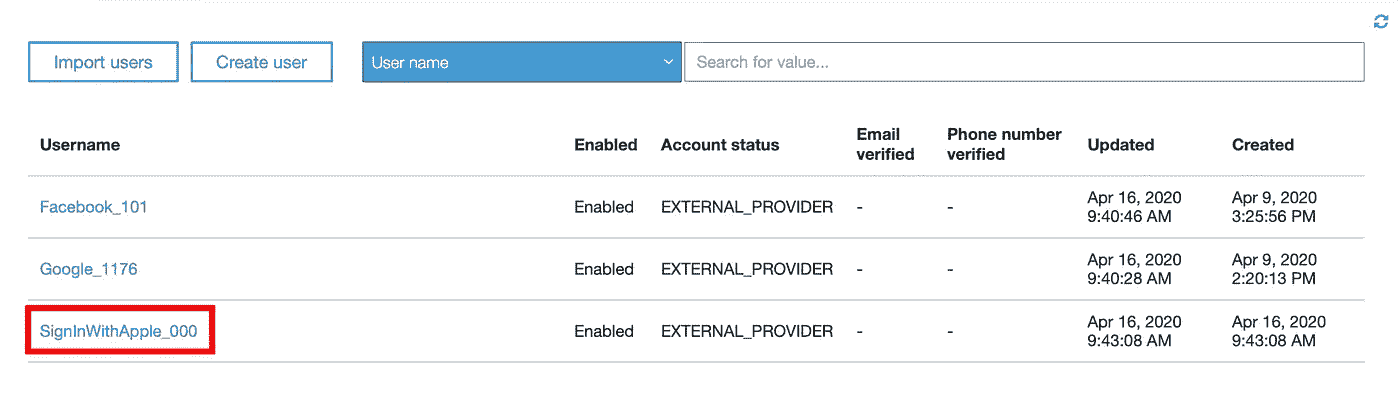 Import users Create user User name Search for value...
Username Enabled Account status Email verified Phone number verified Updated Created
Facebook_101 Enabled EXTERNAL_PROVIDER - - Apr 16, 2020 9:40:46 AM Apr 9, 2020 3:25:56 PM
Google_1176 Enabled EXTERNAL_PROVIDER - - Apr 16, 2020 9:40:28 AM Apr 9, 2020 2:20:13 PM
SignInWithApple_000 Enabled EXTERNAL_PROVIDER - - Apr 16, 2020 9:43:08 AM Apr 16, 2020 9:43:08 AM